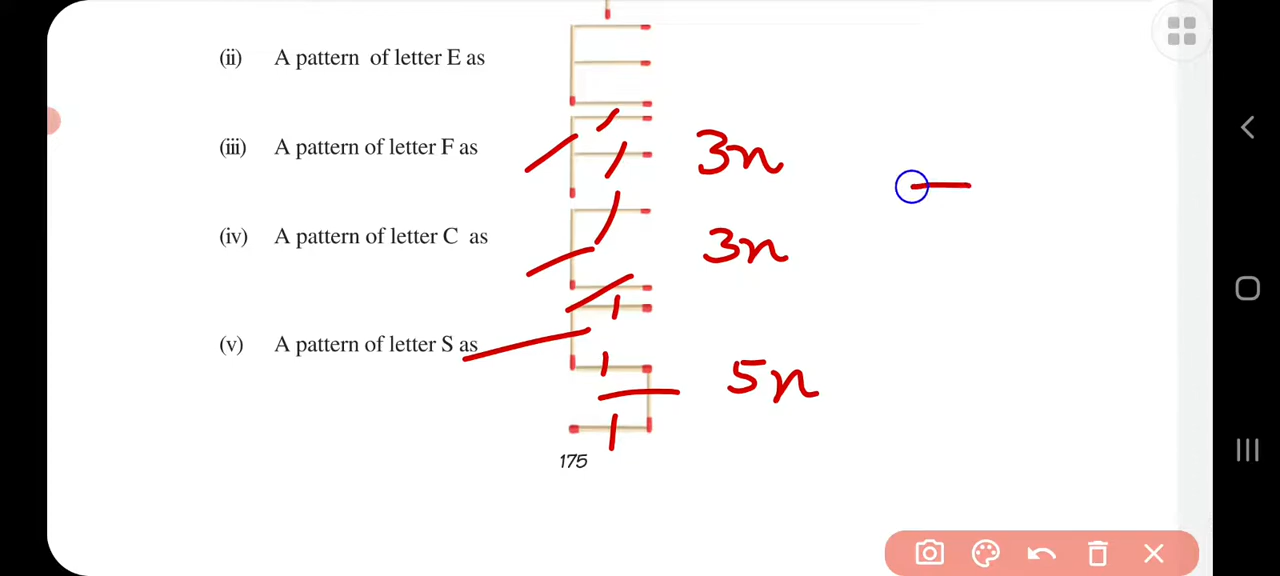 (ii) A pattern of letter E as
(iii) A pattern of letter F as 3n
(iv) A pattern of letter C as 3n
(v) A pattern of letter S as 5n
175